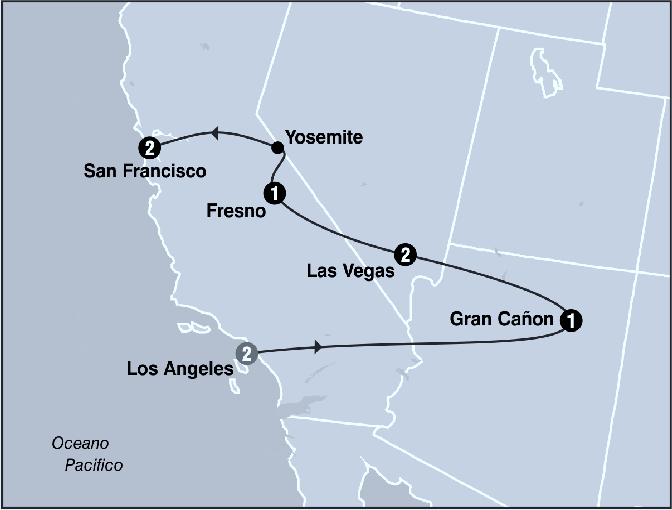 Yosemite
2
San Francisco
1
Fresno
2
Las Vegas
Gran Cañon 1
2
Los Angeles
Oceano
Pacifico